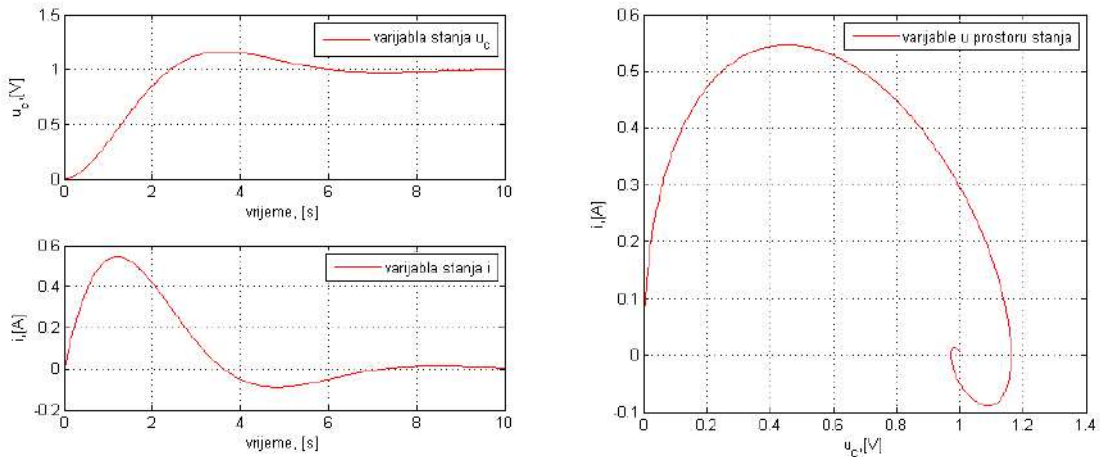 1.5
1
0.5
0
u_c,[V]
varijabla stanja u_c
0 2 4 6 8 10
vrijeme, [s]
0.6
0.4
0.2
0
-0.2
i,[A]
varijabla stanja i
0 2 4 6 8 10
vrijeme, [s]
0.6
0.5
0.4
0.3
0.2
0.1
0
-0.1
i,[A]
varijable u prostoru stanja
0 0.2 0.4 0.6 0.8 1.0 1.2 1.4
u_c,[V]